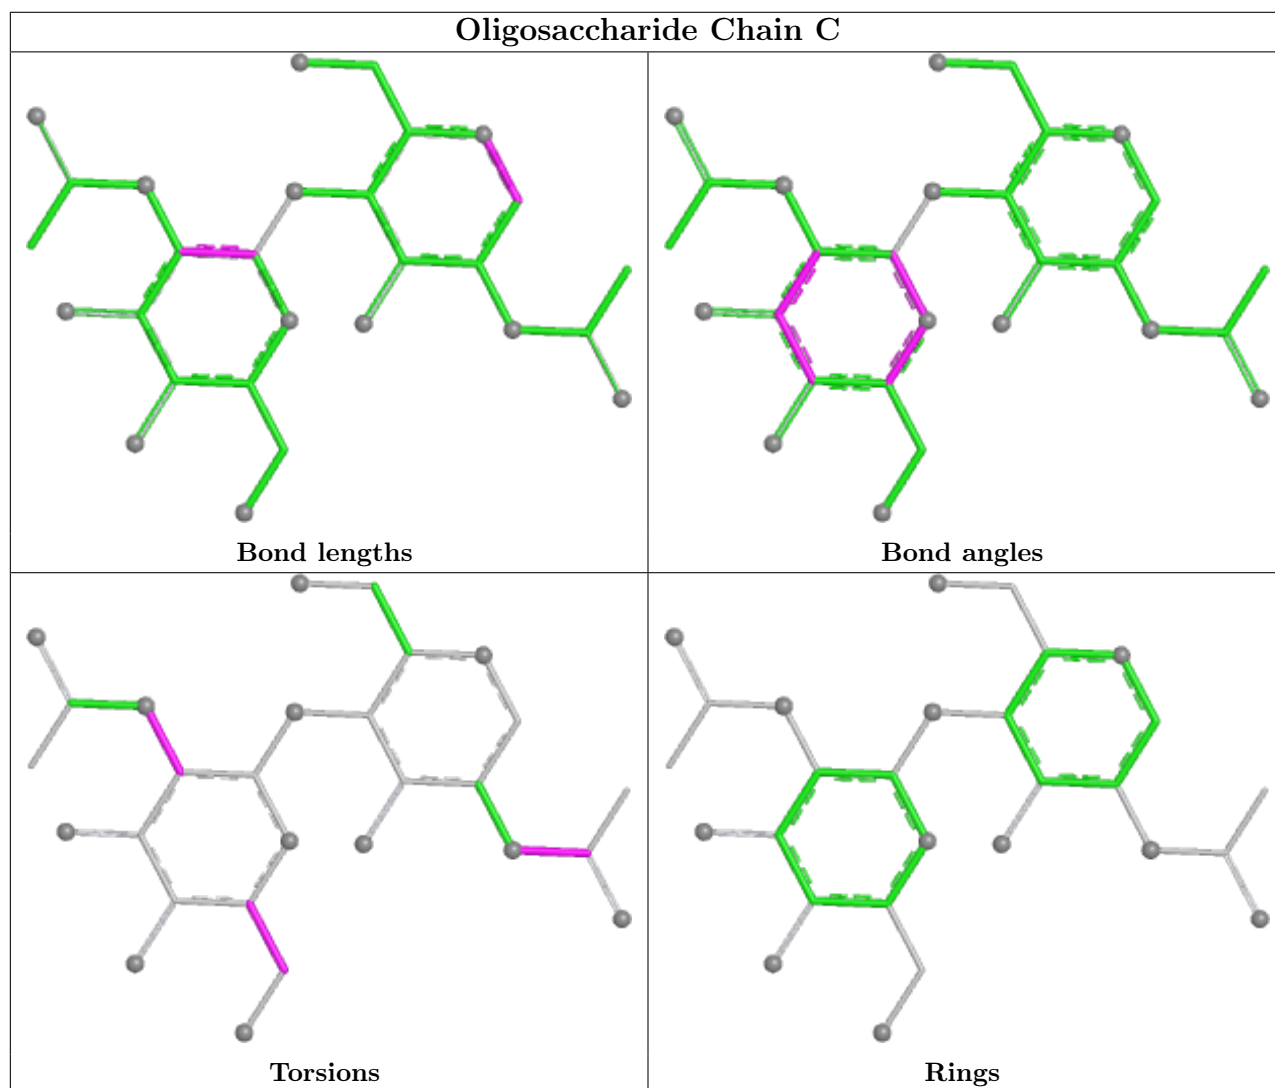 Oligosaccharide Chain C
Bond lengths
Bond angles
Torsions
Rings